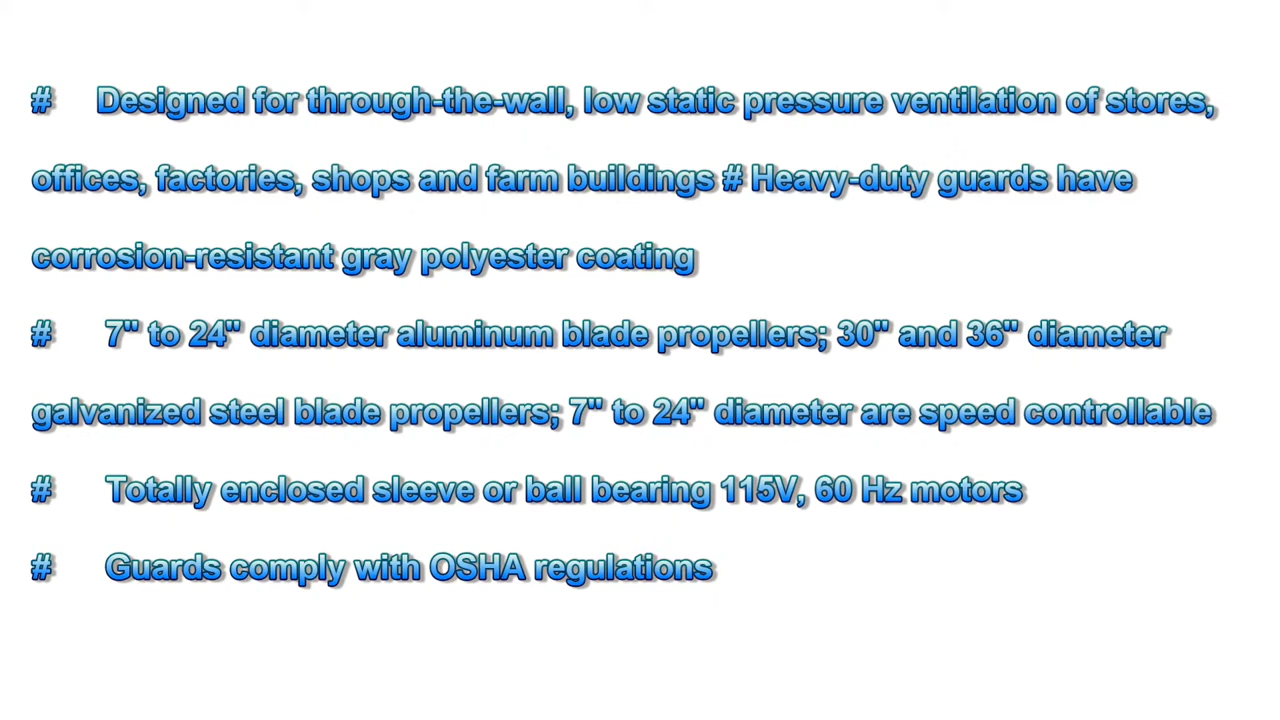 # Designed for through-the-wall, low static pressure ventilation of stores,
offices, factories, shops and farm buildings # Heavy-duty guards have
corrosion-resistant gray polyester coating
# 7" to 24" diameter aluminum blade propellers; 30" and 36" diameter
galvanized steel blade propellers; 7" to 24" diameter are speed controllable
# Totally enclosed sleeve or ball bearing 115V, 60 Hz motors
# Guards comply with OSHA regulations